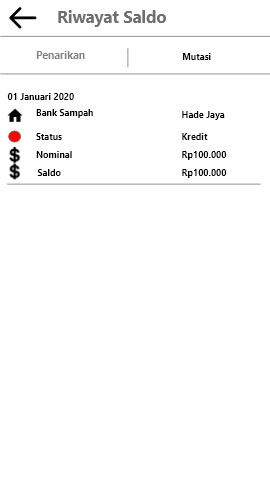 Riwayat Saldo
Penarikan Mutasi
01 Januari 2020
Bank Sampah Hade Jaya
Status Kredit
Nominal Rp100.000
Saldo Rp100.000